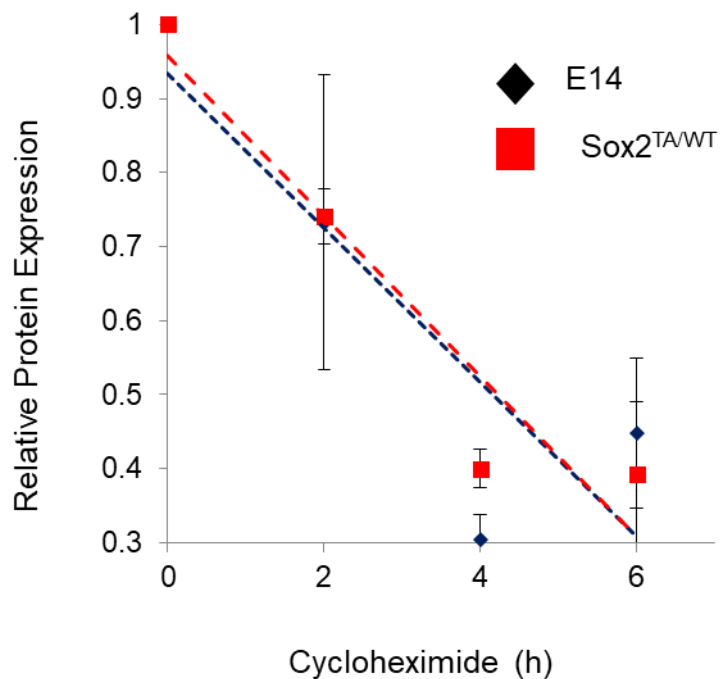 1
0.9
0.8
0.7
0.6
0.5
0.4
0.3
0 2 4 6
Relative Protein Expression
Cycloheximide (h)
E14
Sox2TA/WT